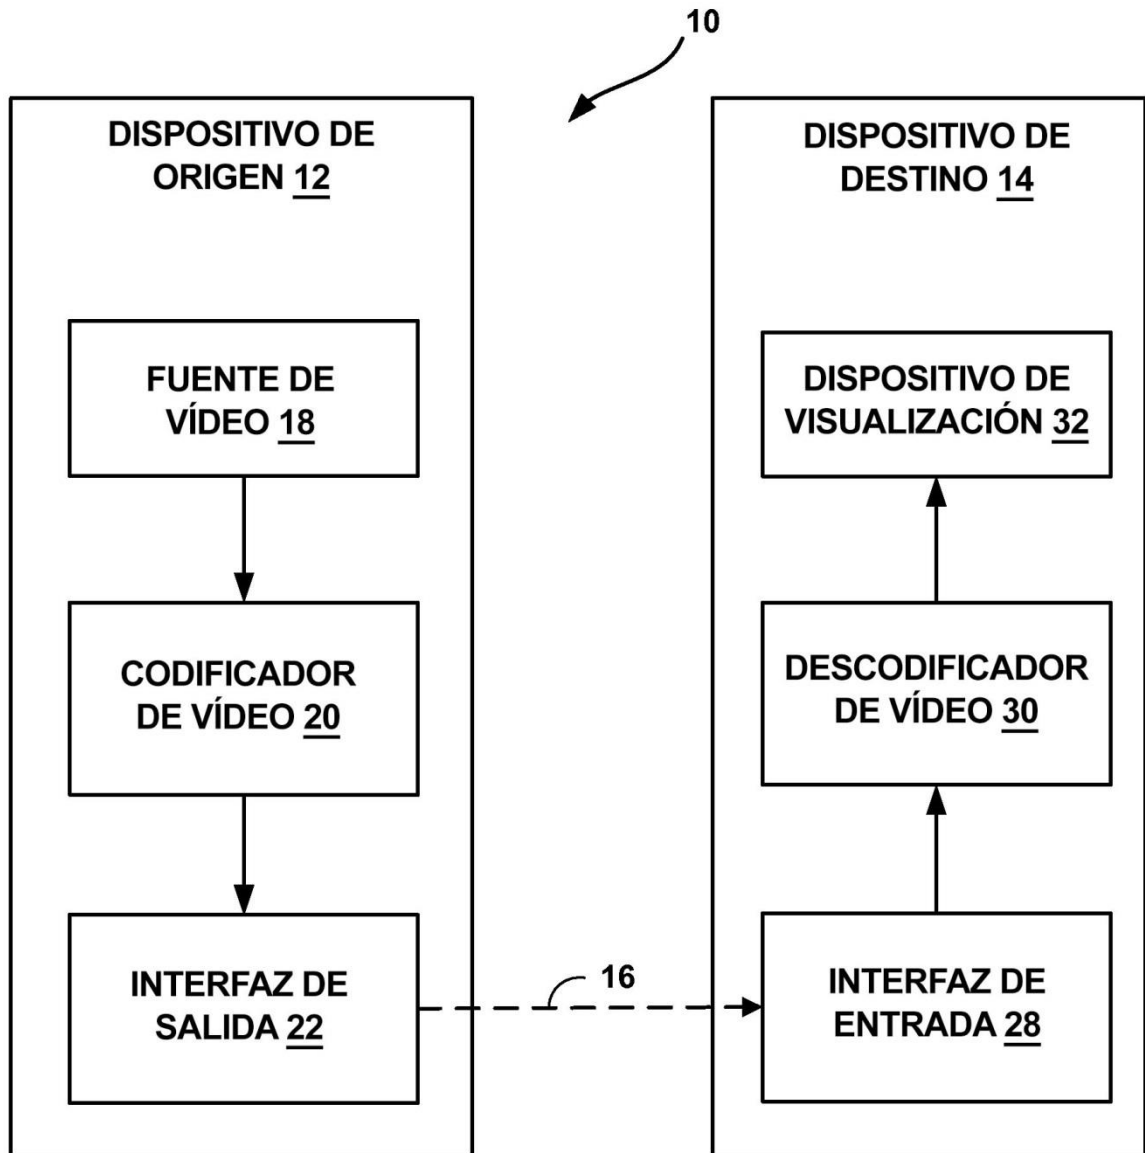 10
DISPOSITIVO DE
ORIGEN 12
FUENTE DE
VÍDEO 18
CODIFICADOR
DE VÍDEO 20
INTERFAZ DE
SALIDA 22
16
DISPOSITIVO DE
DESTINO 14
DISPOSITIVO DE
VISUALIZACIÓN 32
DESCODIFICADOR
DE VÍDEO 30
INTERFAZ DE
ENTRADA 28